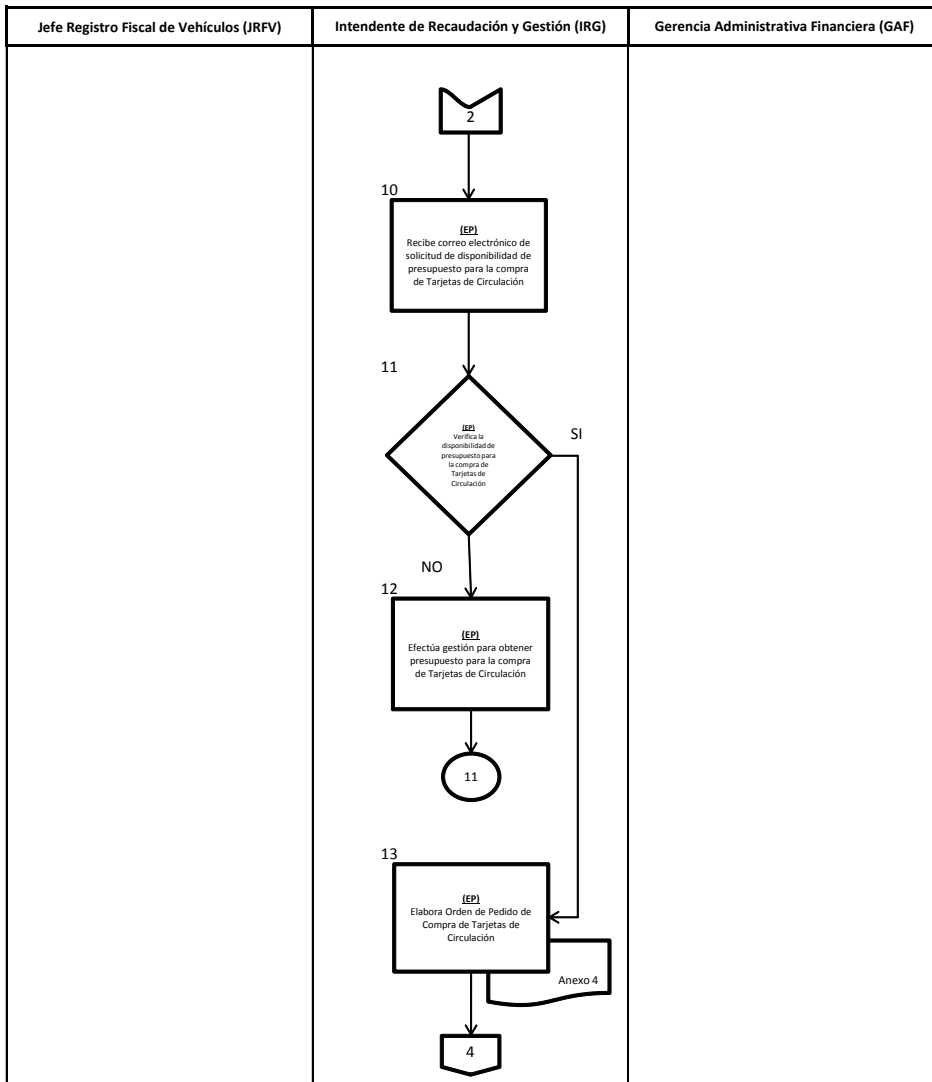 Jefe Registro Fiscal de Vehículos (JRFV)
Intendente de Recaudación y Gestión (IRG)
Gerencia Administrativa Financiera (GAF)
2
10
(EP)
Recibe correo electrónico de
solicitud de disponibilidad de
presupuesto para la compra
de Tarjetas de Circulación
11
(EP)
Verifica la
disponibilidad de
presupuesto para
la compra de
Tarjetas de
Circulación
SI
NO
12
(EP)
Efectúa gestión para obtener
presupuesto para la compra
de Tarjetas de Circulación
11
13
(EP)
Elabora Orden de Pedido de
Compra de Tarjetas de
Circulación
Anexo 4
4